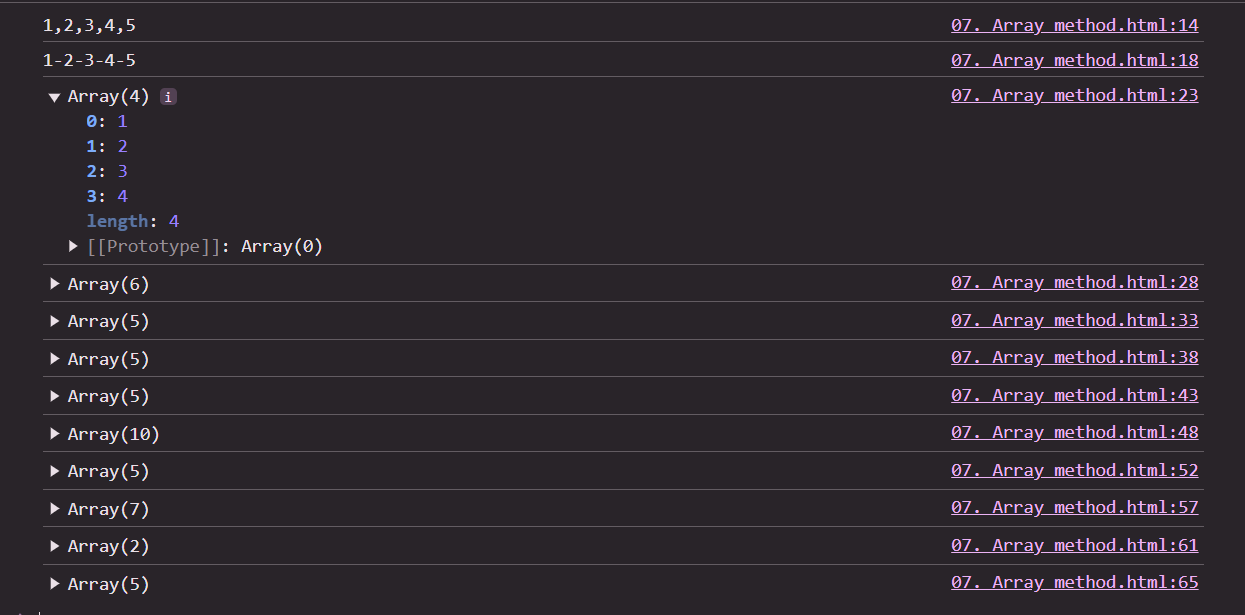 1,2,3,4,5 07. Array method.html:14
1-2-3-4-5 07. Array method.html:18
▼ Array(4) i 07. Array method.html:23
0: 1
1: 2
2: 3
3: 4
length: 4
▶ [[Prototype]]: Array(0)
▶ Array(6) 07. Array method.html:28
▶ Array(5) 07. Array method.html:33
▶ Array(5) 07. Array method.html:38
▶ Array(5) 07. Array method.html:43
▶ Array(10) 07. Array method.html:48
▶ Array(5) 07. Array method.html:52
▶ Array(7) 07. Array method.html:57
▶ Array(2) 07. Array method.html:61
▶ Array(5) 07. Array method.html:65